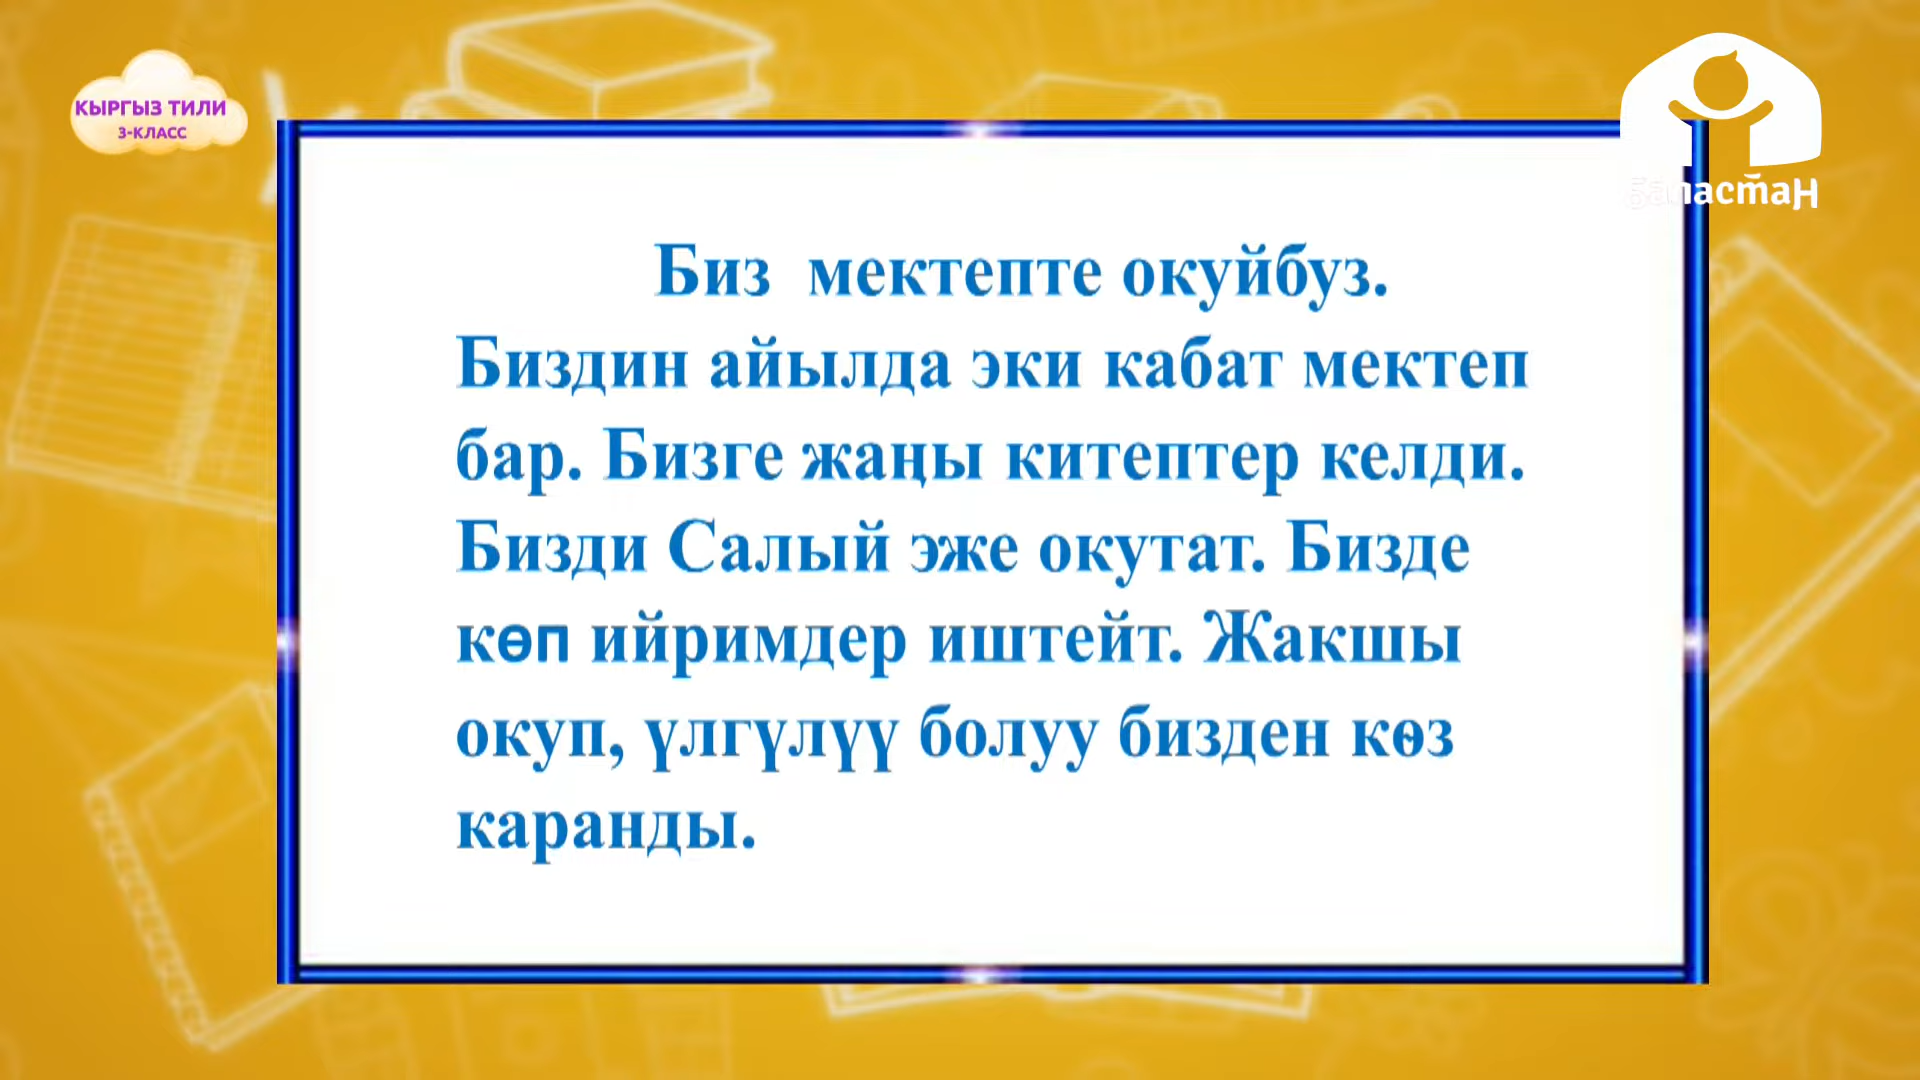 КЫРГЫЗ ТИЛИ
3-КЛАСС
баластан
Биз мектепте окуйбуз.
Биздин айылда эки кабат мектеп
бар. Бизге жаңы китептер келди.
Бизди Салый эже окутат. Бизде
көп ийримдер иштейт. Жакшы
окуп, үлгүлүү болуу бизден көз
каранды.